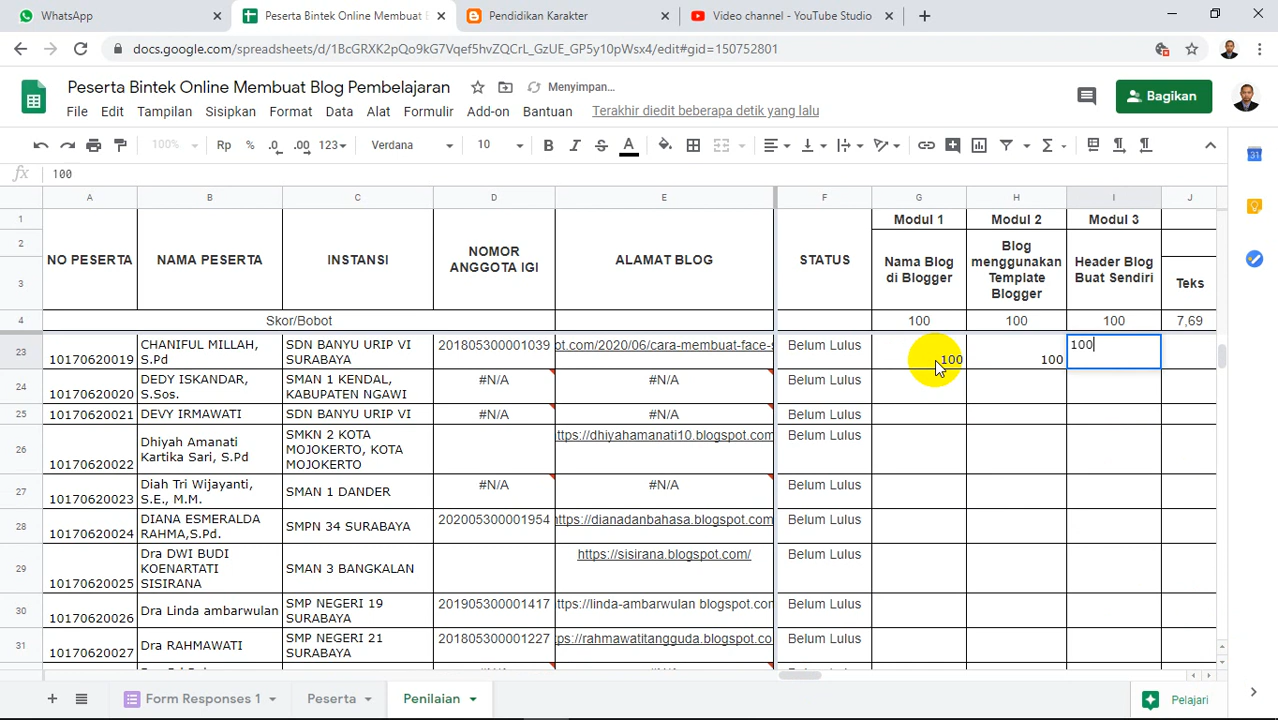 WhatsApp
Peserta Bintek Online Membuat B
Pendidikan Karakter
Video channel - YouTube Studio
docs.google.com/spreadsheets/d/1BcGRXK2pQo9kG7Vqef5hvZQCrL_GzUE_GP5y10pWsx4/edit#gid=150752801
Peserta Bintek Online Membuat Blog Pembelajaran
Menyimpan...
File Edit Tampilan Sisipkan Format Data Alat Formulir Add-on Bantuan Terakhir diedit beberapa detik yang lalu
Bagikan
100% Rp % .0 .00 123 Verdana 10 B I S A
fx 100
A B C D E F G H I J
1 Modul 1 Modul 2 Modul 3
2
3
NO PESERTA
NAMA PESERTA
INSTANSI
NOMOR
ANGGOTA IGI
ALAMAT BLOG
STATUS
Nama Blog
di Blogger
Blog
menggunakan
Template
Blogger
Header Blog
Buat Sendiri
Teks
4 Skor/Bobot 100 100 100 7,69
23 10170620019
CHANIFUL MILLAH,
S.Pd
SDN BANYU URIP VI
SURABAYA
201805300001039 ot.com/2020/06/cara-membuat-face-s Belum Lulus 100 100 100
24 10170620020
DEDY ISKANDAR,
S.Sos.
SMAN 1 KENDAL,
KABUPATEN NGAWI
#N/A #N/A Belum Lulus
25 10170620021 DEVY IRMAWATI SDN BANYU URIP VI #N/A #N/A Belum Lulus
26 10170620022
Dhiyah Amanati
Kartika Sari, S.Pd
SMKN 2 KOTA
MOJOKERTO, KOTA
MOJOKERTO
ttps://dhiyahamanati10.blogspot.com Belum Lulus
27 10170620023
Diah Tri Wijayanti,
S.E., M.M.
SMAN 1 DANDER #N/A #N/A Belum Lulus
28 10170620024
DIANA ESMERALDA
RAHMA,S.Pd.
SMPN 34 SURABAYA 202005300001954 https://dianadanbahasa.blogspot.com Belum Lulus
29 10170620025
Dra DWI BUDI
KOENARTATI
SISIRANA
SMAN 3 BANGKALAN https://sisirana.blogspot.com/ Belum Lulus
30 10170620026 Dra Linda ambarwulan
SMP NEGERI 19
SURABAYA
201905300001417 ttps://linda-ambarwulan blogspot.com Belum Lulus
31 10170620027 Dra RAHMAWATI
SMP NEGERI 21
SURABAYA
201805300001227 ps://rahmawatitangguda.blogspot.co Belum Lulus
Form Responses 1 Peserta Penilaian
Pelajari